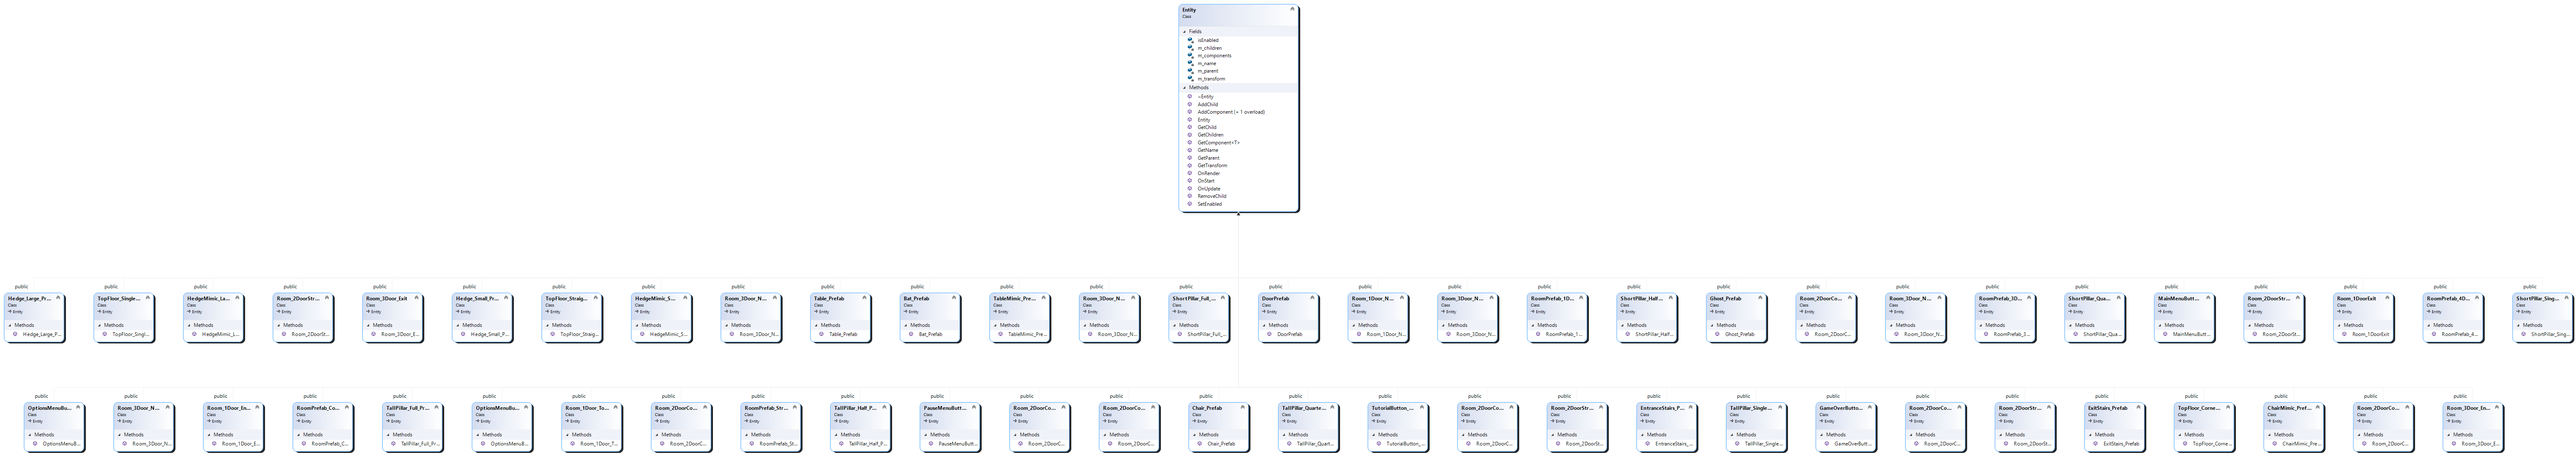 Entity
Class
Fields
isEnabled
m_children
m_components
m_name
m_parent
m_transform
Methods
~Entity
AddChild
AddComponent (+ 1 overload)
Entity
GetChild
GetChildren
GetComponent<T>
GetName
GetParent
GetTransform
OnRender
OnStart
OnUpdate
RemoveChild
SetEnabled
public
Hedge_Large_Pr...
Class
Entity
Methods
Hedge_Large_P...
public
TopFloor_Single...
Class
Entity
Methods
TopFloor_Singl...
public
HedgeMimic_La...
Class
Entity
Methods
HedgeMimic_L...
public
Room_2DoorStr...
Class
Entity
Methods
Room_2DoorSt...
public
Room_3Door_Exit
Class
Entity
Methods
Room_3Door_E...
public
Hedge_Small_Pr...
Class
Entity
Methods
Hedge_Small_P...
public
TopFloor_Straig...
Class
Entity
Methods
TopFloor_Straig...
public
HedgeMimic_S...
Class
Entity
Methods
HedgeMimic_S...
public
Room_3Door_N...
Class
Entity
Methods
Room_3Door_N...
public
Table_Prefab
Class
Entity
Methods
Table_Prefab
public
Bat_Prefab
Class
Entity
Methods
Bat_Prefab
public
TableMimic_Pre...
Class
Entity
Methods
TableMimic_Pre...
public
Room_3Door_N...
Class
Entity
Methods
Room_3Door_N...
public
ShortPillar_Full_...
Class
Entity
Methods
ShortPillar_Full_...
public
DoorPrefab
Class
Entity
Methods
DoorPrefab
public
Room_1Door_N...
Class
Entity
Methods
Room_1Door_N...
public
Room_3Door_N...
Class
Entity
Methods
Room_3Door_N...
public
RoomPrefab_1D...
Class
Entity
Methods
RoomPrefab_1...
public
ShortPillar_Half...
Class
Entity
Methods
ShortPillar_Half...
public
Ghost_Prefab
Class
Entity
Methods
Ghost_Prefab
public
Room_2DoorCo...
Class
Entity
Methods
Room_2DoorC...
public
Room_3Door_N...
Class
Entity
Methods
Room_3Door_N...
public
RoomPrefab_3D...
Class
Entity
Methods
RoomPrefab_3...
public
ShortPillar_Qua...
Class
Entity
Methods
ShortPillar_Qua...
public
MainMenuButt...
Class
Entity
Methods
MainMenuButt...
public
Room_2DoorStr...
Class
Entity
Methods
Room_2DoorSt...
public
Room_1DoorExit
Class
Entity
Methods
Room_1DoorExit
public
RoomPrefab_4D...
Class
Entity
Methods
RoomPrefab_4...
public
ShortPillar_Sing...
Class
Entity
Methods
ShortPillar_Sing...
public
OptionsMenuBu...
Class
Entity
Methods
OptionsMenuB...
public
Room_3Door_N...
Class
Entity
Methods
Room_3Door_N...
public
Room_1Door_En...
Class
Entity
Methods
Room_1Door_E...
public
RoomPrefab_Co...
Class
Entity
Methods
RoomPrefab_C...
public
TallPillar_Full_Pr...
Class
Entity
Methods
TallPillar_Full_Pr...
public
OptionsMenuBu...
Class
Entity
Methods
OptionsMenuB...
public
Room_1Door_To...
Class
Entity
Methods
Room_1Door_T...
public
Room_2DoorCo...
Class
Entity
Methods
Room_2DoorC...
public
RoomPrefab_Str...
Class
Entity
Methods
RoomPrefab_St...
public
TallPillar_Half_P...
Class
Entity
Methods
TallPillar_Half_P...
public
PauseMenuButt...
Class
Entity
Methods
PauseMenuButt...
public
Room_2DoorCo...
Class
Entity
Methods
Room_2DoorC...
public
Room_2DoorCo...
Class
Entity
Methods
Room_2DoorC...
public
Chair_Prefab
Class
Entity
Methods
Chair_Prefab
public
TallPillar_Quarte...
Class
Entity
Methods
TallPillar_Quart...
public
TutorialButton_...
Class
Entity
Methods
TutorialButton_...
public
Room_2DoorCo...
Class
Entity
Methods
Room_2DoorC...
public
Room_2DoorStr...
Class
Entity
Methods
Room_2DoorSt...
public
EntranceStairs_P...
Class
Entity
Methods
EntranceStairs_...
public
TallPillar_Single...
Class
Entity
Methods
TallPillar_Single...
public
GameOverButto...
Class
Entity
Methods
GameOverButt...
public
Room_2DoorCo...
Class
Entity
Methods
Room_2DoorC...
public
Room_2DoorStr...
Class
Entity
Methods
Room_2DoorSt...
public
ExitStairs_Prefab
Class
Entity
Methods
ExitStairs_Prefab
public
TopFloor_Corne...
Class
Entity
Methods
TopFloor_Corne...
public
ChairMimic_Pref...
Class
Entity
Methods
ChairMimic_Pre...
public
Room_2DoorCo...
Class
Entity
Methods
Room_2DoorC...
public
Room_3Door_En...
Class
Entity
Methods
Room_3Door_E...